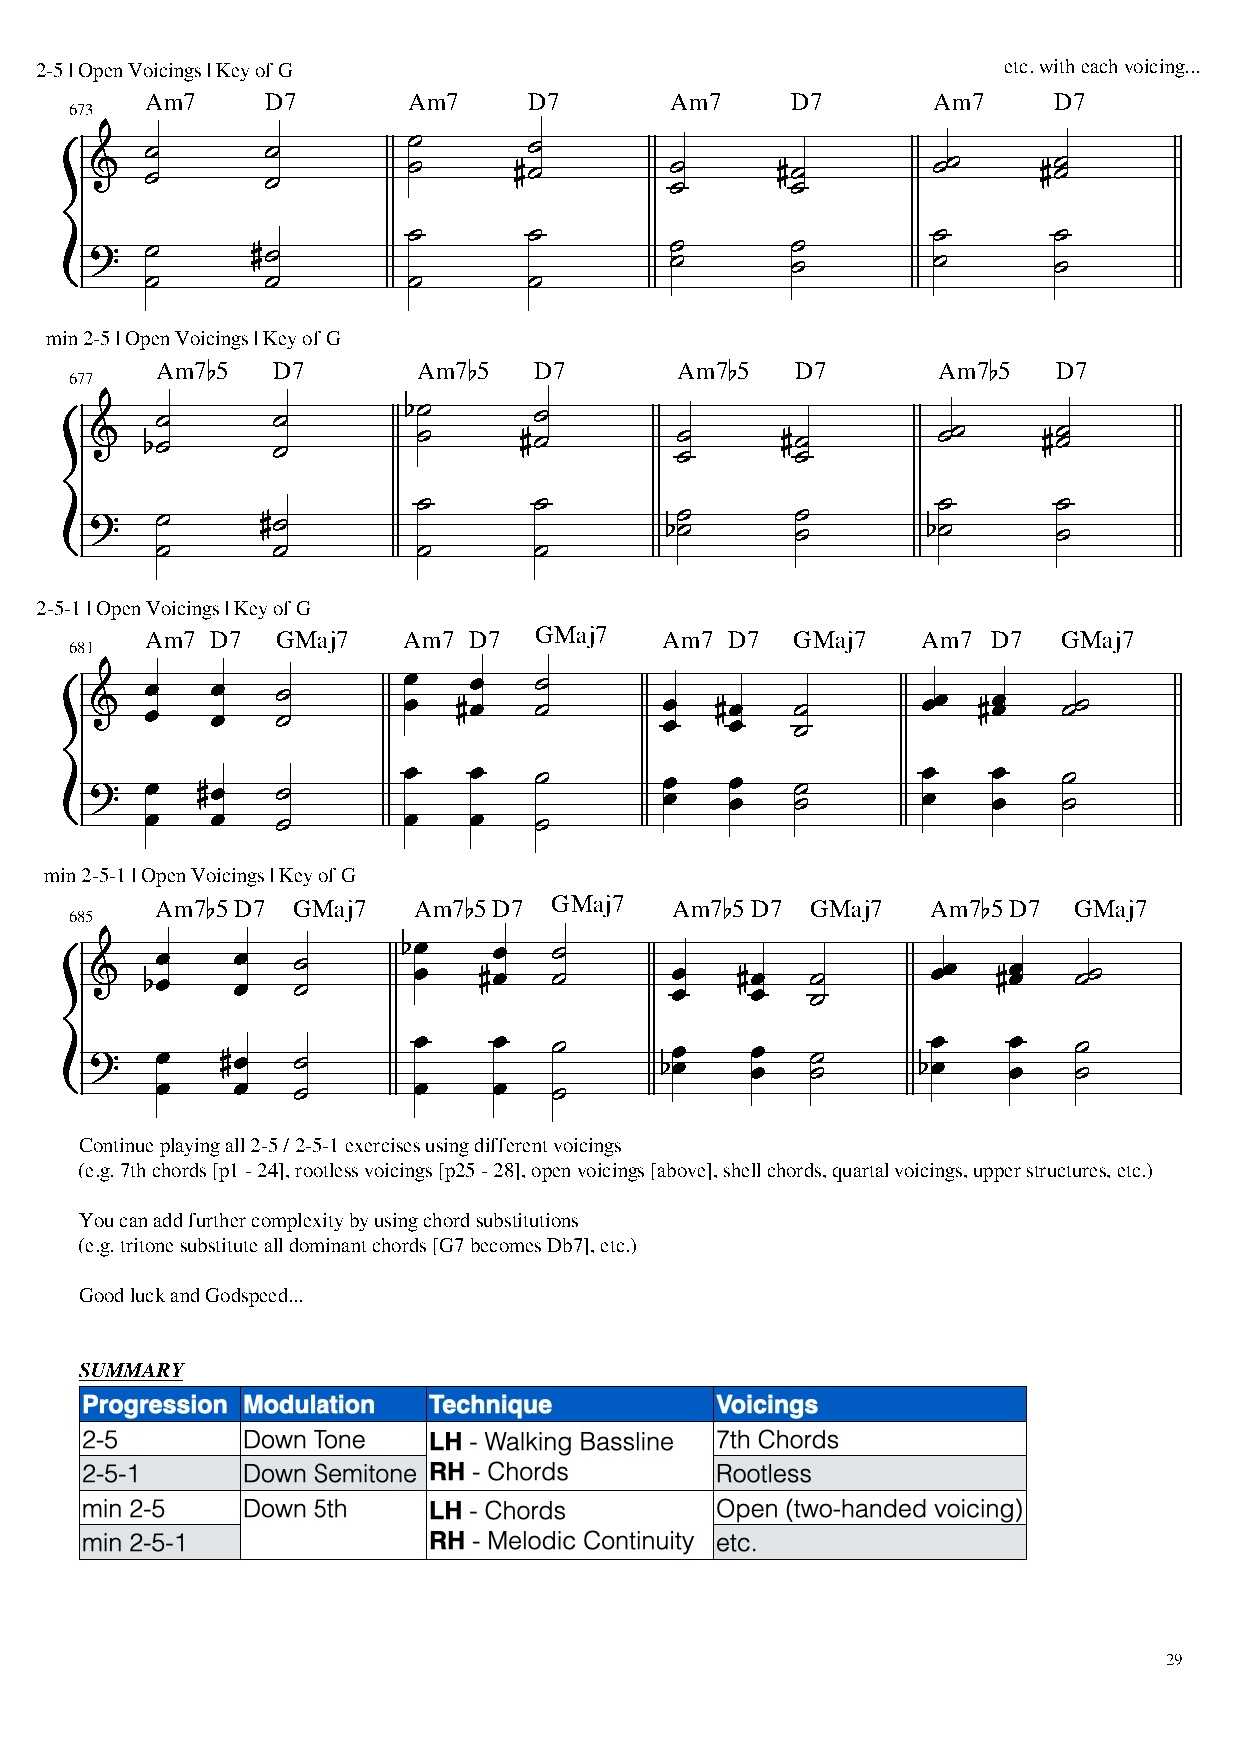 2-5 | Open Voicings | Key of G
etc. with each voicing...
Am7 D7 Am7 D7 Am7 D7 Am7 D7
673
min 2-5 | Open Voicings | Key of G
Am7♭5 D7 Am7♭5 D7 Am7♭5 D7 Am7♭5 D7
677
2-5-1 | Open Voicings | Key of G
Am7 D7 GMaj7 Am7 D7 GMaj7 Am7 D7 GMaj7 Am7 D7 GMaj7
681
min 2-5-1 | Open Voicings | Key of G
Am7♭5 D7 GMaj7 Am7♭5 D7 GMaj7 Am7♭5 D7 GMaj7 Am7♭5 D7 GMaj7
685
Continue playing all 2-5 / 2-5-1 exercises using different voicings
(e.g. 7th chords [p1 - 24], rootless voicings [p25 - 28], open voicings [above], shell chords, quartal voicings, upper structures, etc.)
You can add further complexity by using chord substitutions
(e.g. tritone substitute all dominant chords [G7 becomes Db7], etc.)
Good luck and Godspeed...
SUMMARY
Progression Modulation Technique Voicings
2-5 Down Tone LH - Walking Bassline 7th Chords
2-5-1 Down Semitone RH - Chords Rootless
min 2-5 Down 5th LH - Chords Open (two-handed voicing)
min 2-5-1 RH - Melodic Continuity etc.
29